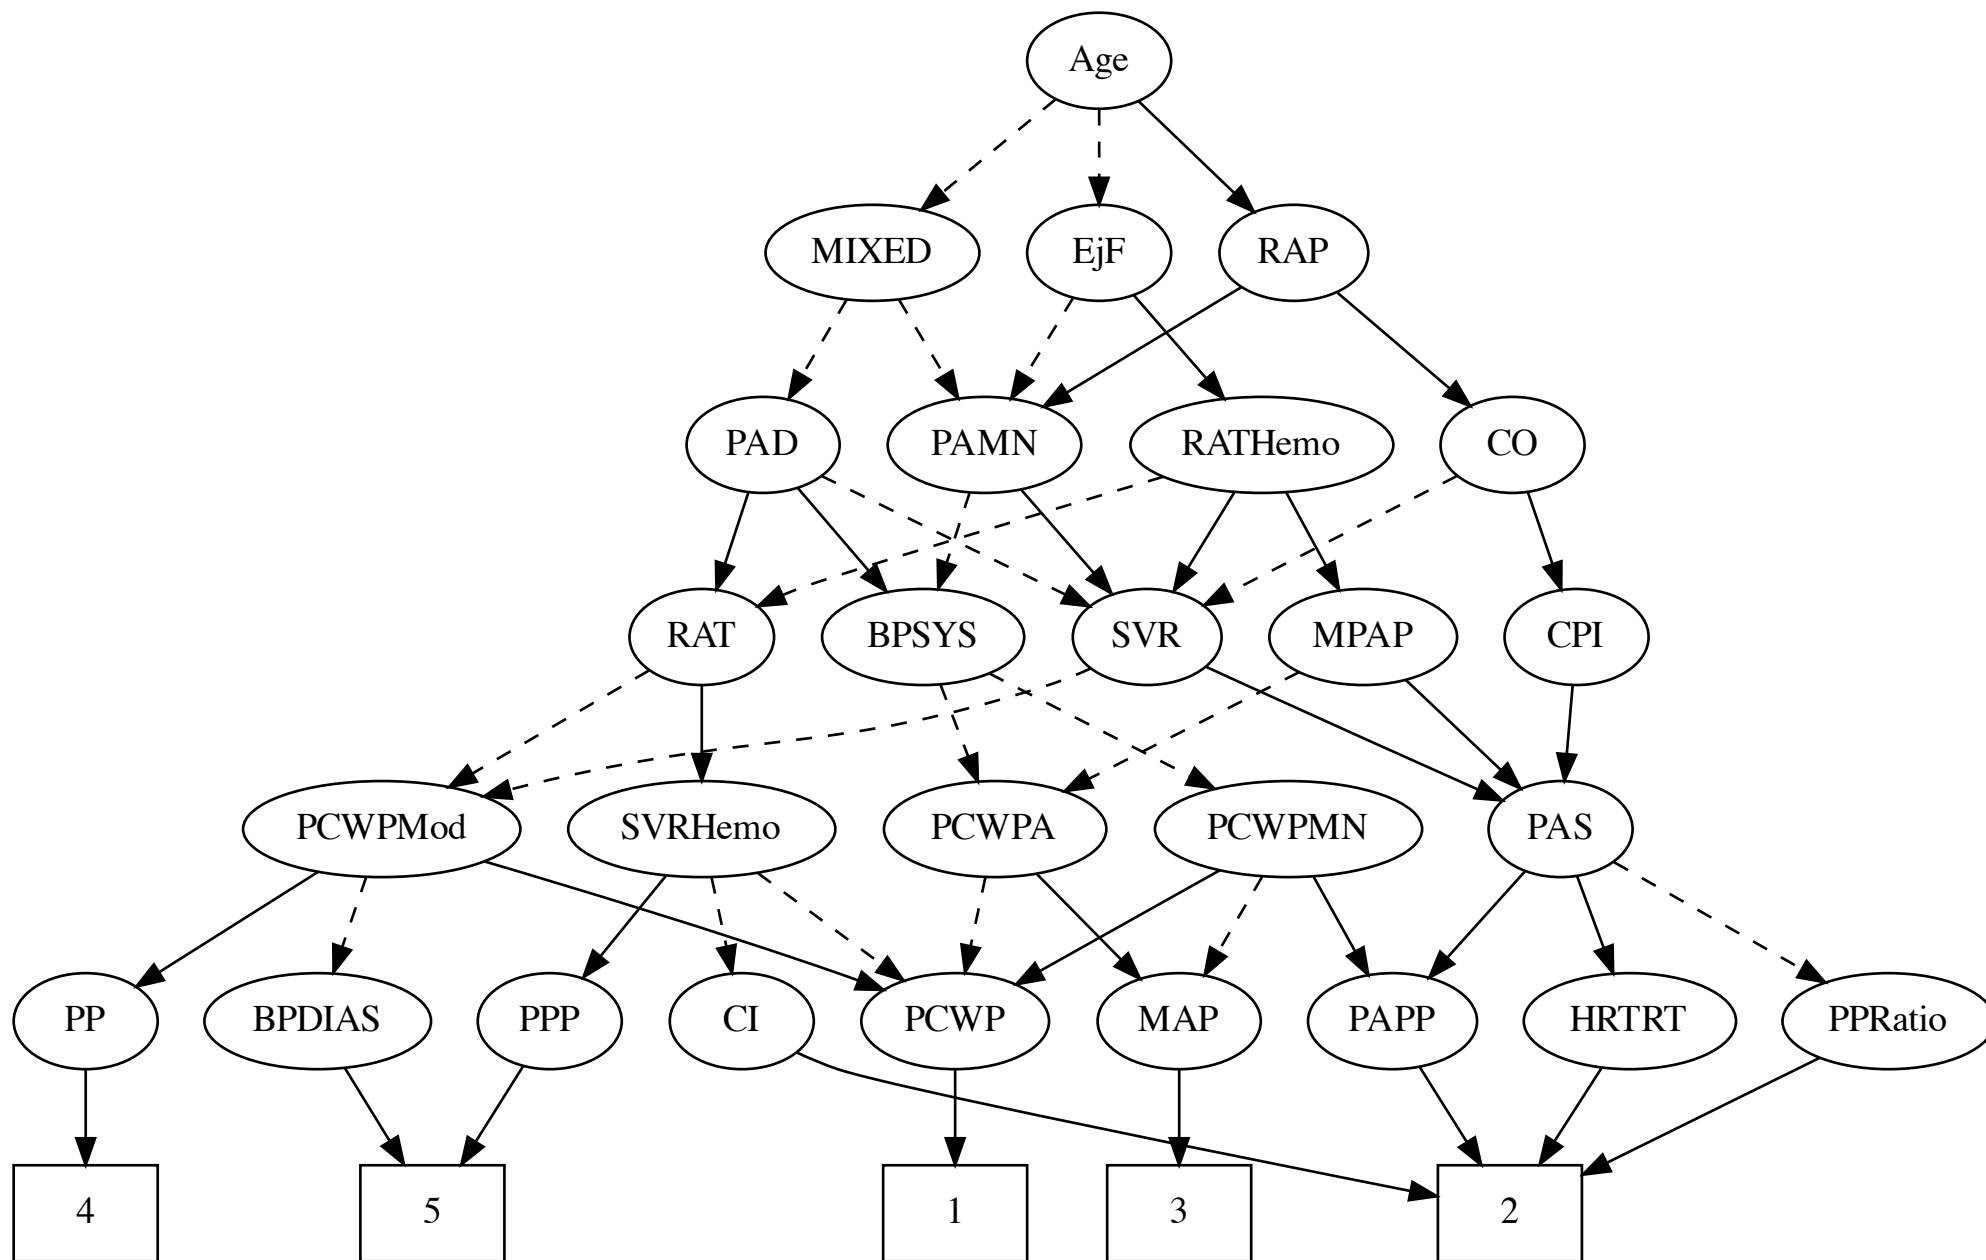 Age
MIXED
EjF
RAP
PAD
PAMN
RATHemo
CO
RAT
BPSYS
SVR
MPAP
CPI
PCWPMod
SVRHemo
PCWPA
PCWPMN
PAS
PP
BPDIAS
PPP
CI
PCWP
MAP
PAPP
HRTRT
PPRatio
4
5
1
3
2